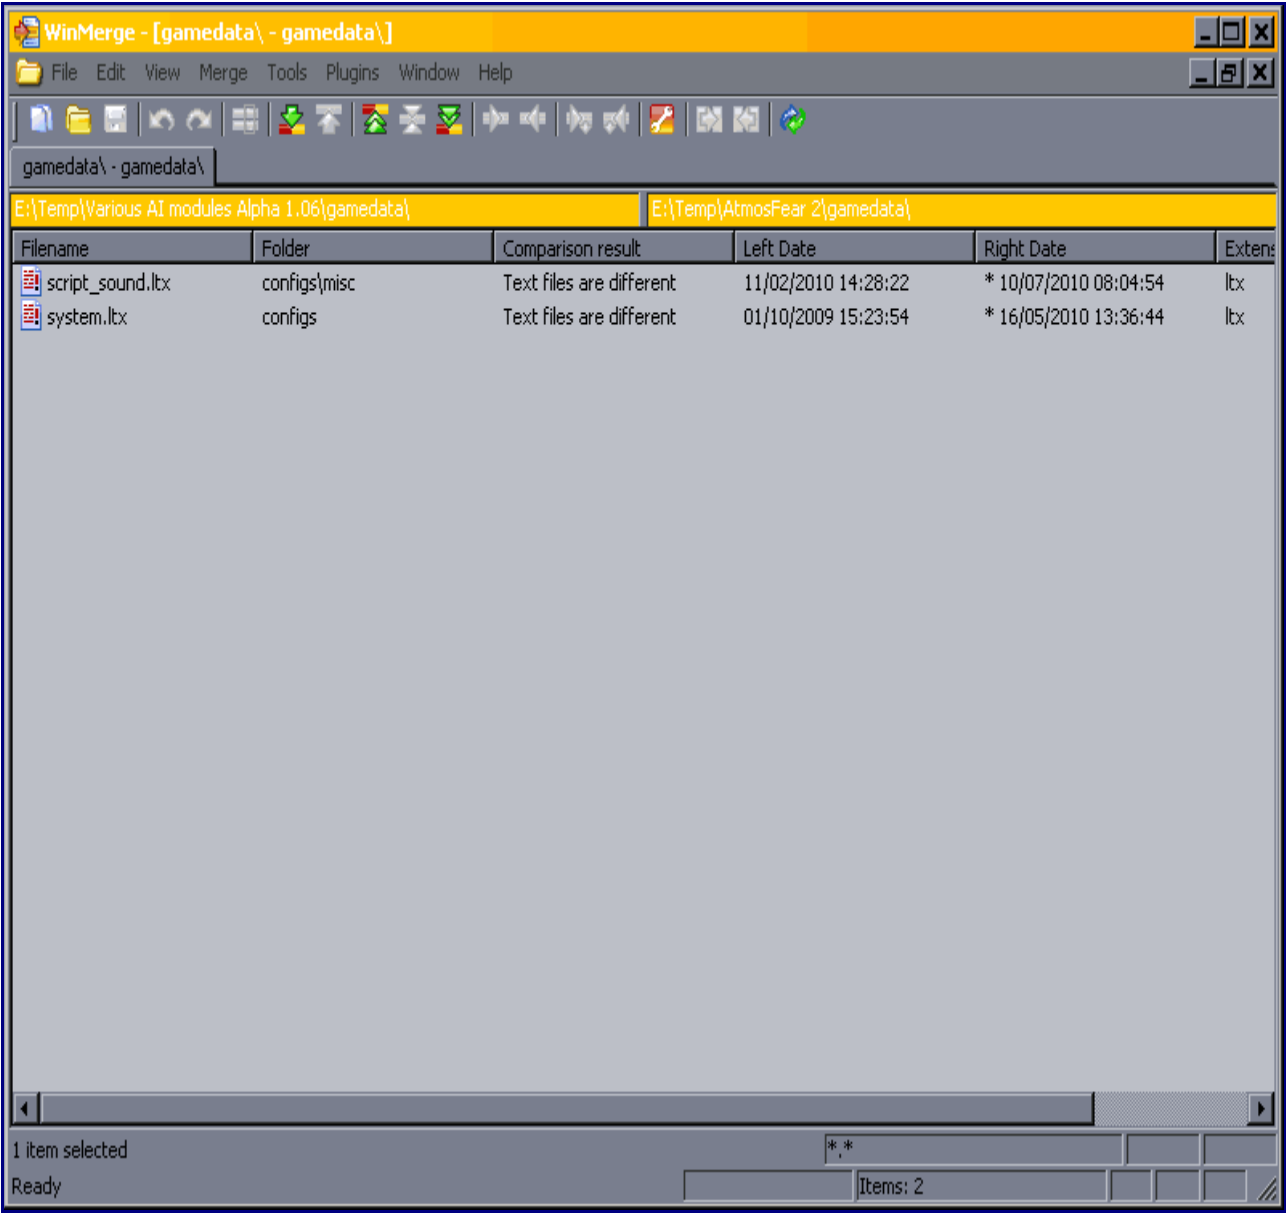 WinMerge - [gamedata\ - gamedata\]
File Edit View Merge Tools Plugins Window Help
gamedata\ - gamedata\
E:\Temp\Various AI modules Alpha 1.06\gamedata\ E:\Temp\AtmosFear 2\gamedata\
Filename Folder Comparison result Left Date Right Date Extens
script_sound.ltx configs\misc Text files are different 11/02/2010 14:28:22 * 10/07/2010 08:04:54 ltx
system.ltx configs Text files are different 01/10/2009 15:23:54 * 16/05/2010 13:36:44 ltx
1 item selected *.*
Ready Items: 2